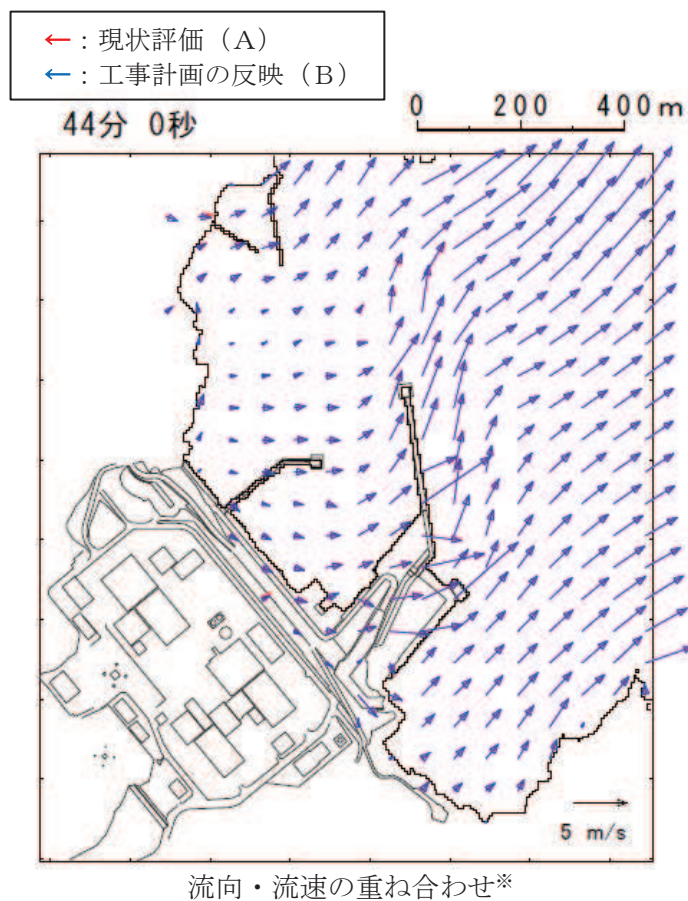 ←：現状評価（Ａ）
←：工事計画の反映（Ｂ）
44分 0秒
0 200 400m
5 m/s
流向・流速の重ね合わせ※